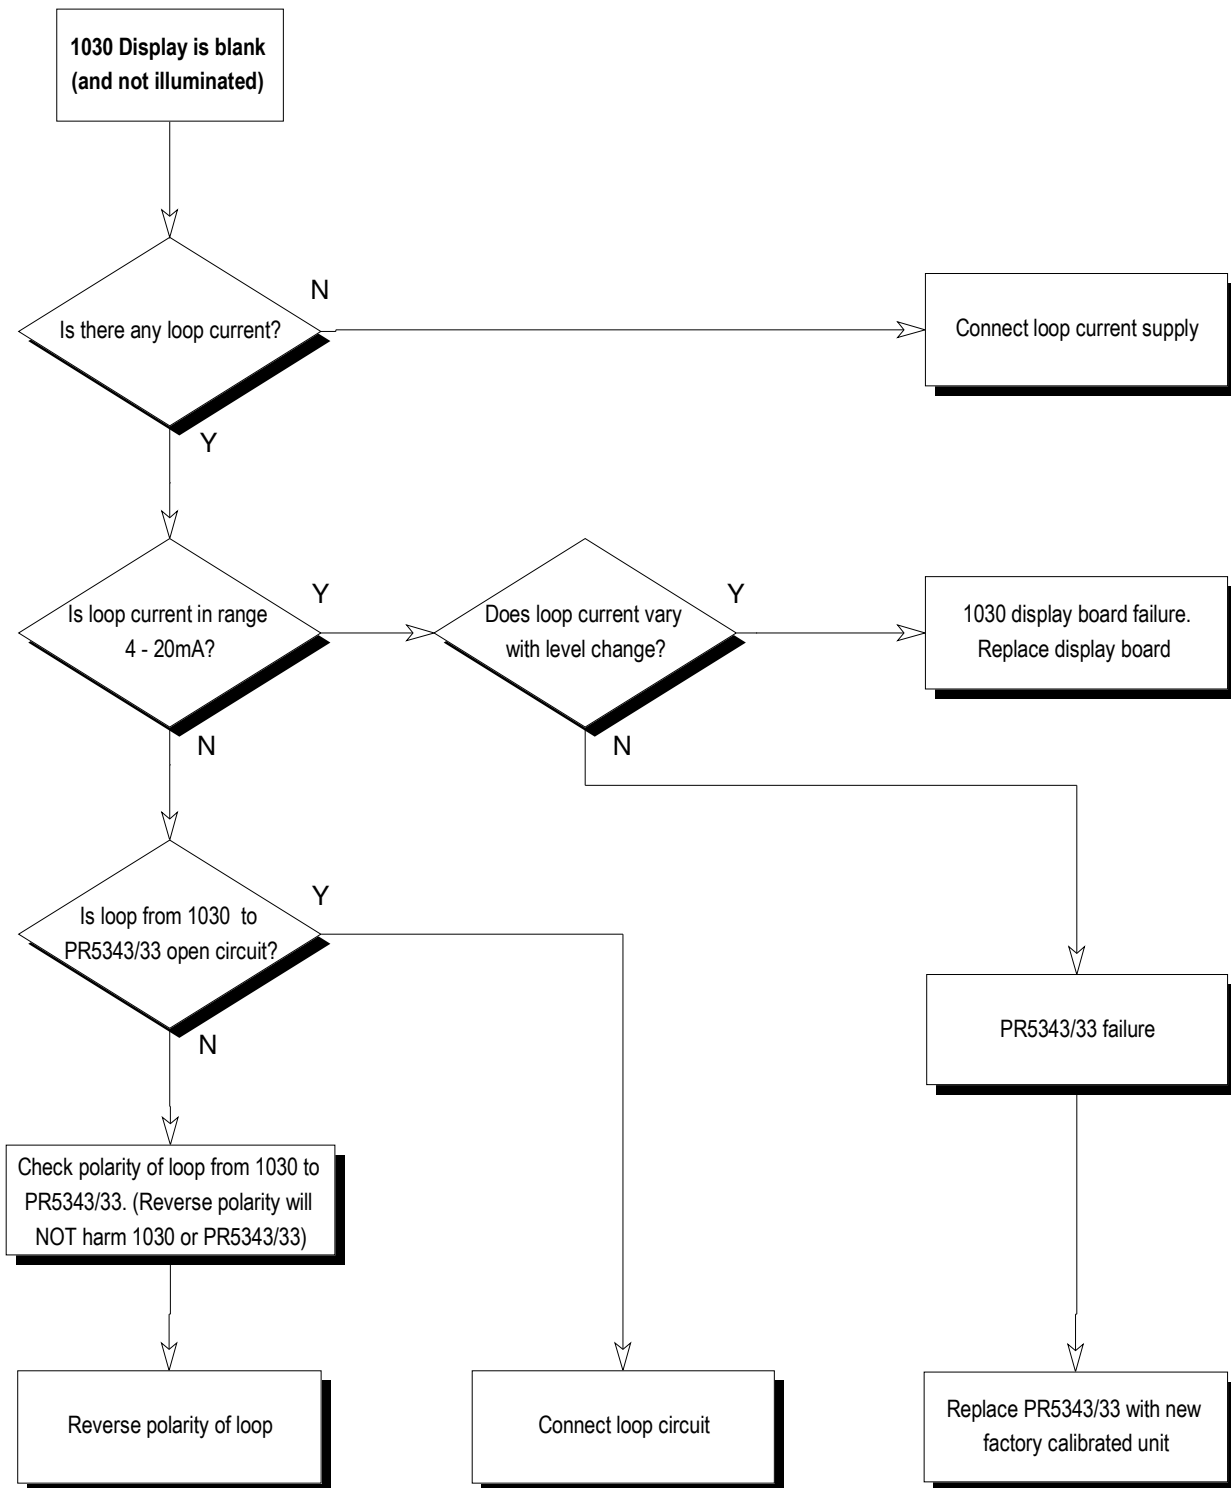 1030 Display is blank
(and not illuminated)
N
Is there any loop current?
Connect loop current supply
Y
Y
Y
Is loop current in range
4 - 20mA?
Does loop current vary
with level change?
1030 display board failure.
Replace display board
N
N
Y
Is loop from 1030 to
PR5343/33 open circuit?
PR5343/33 failure
N
Check polarity of loop from 1030 to
PR5343/33. (Reverse polarity will
NOT harm 1030 or PR5343/33)
Reverse polarity of loop
Connect loop circuit
Replace PR5343/33 with new
factory calibrated unit